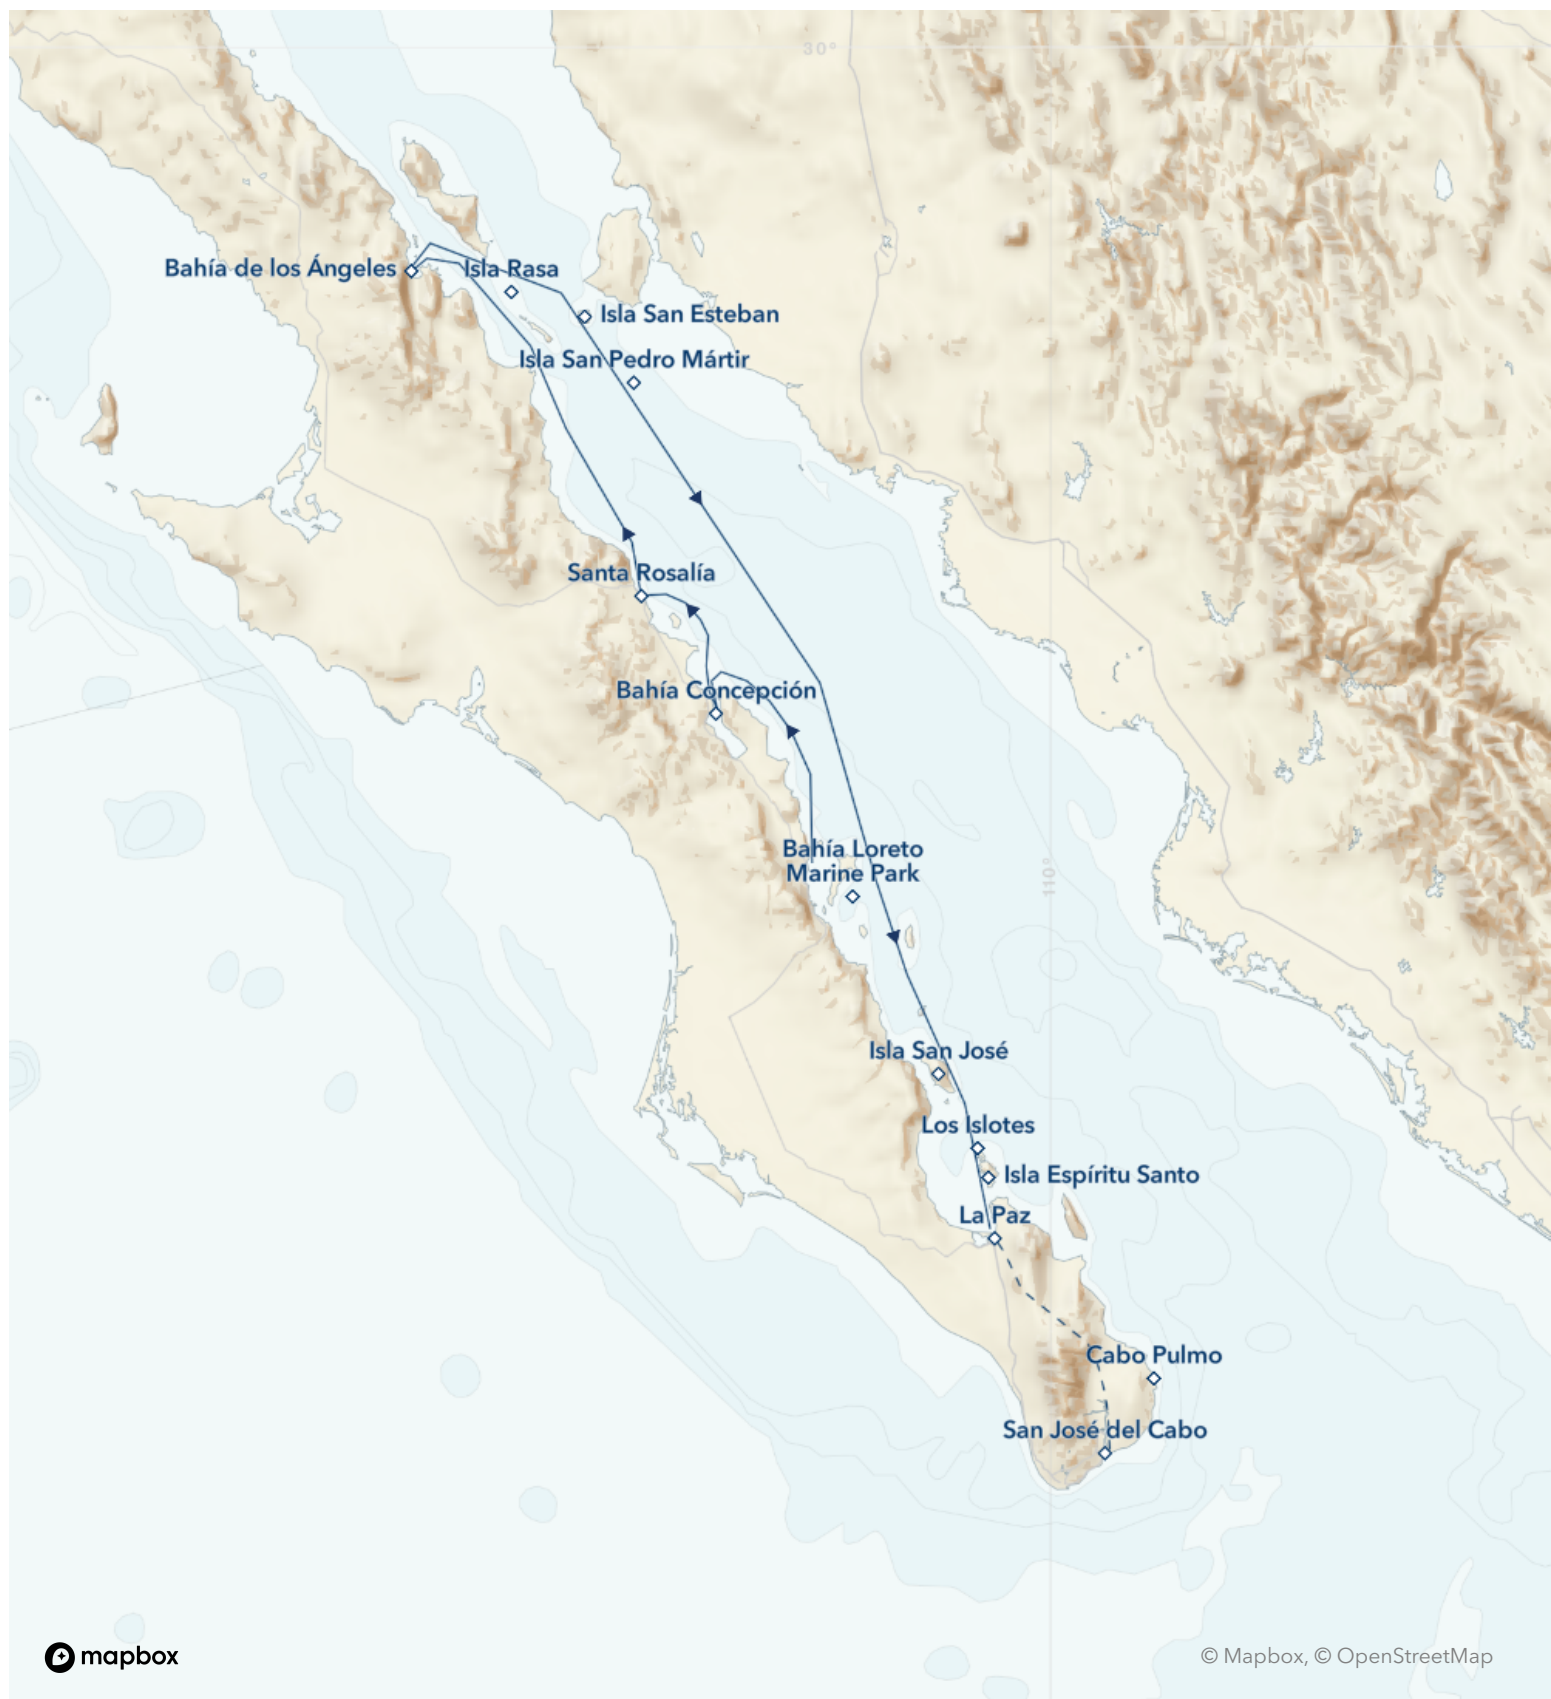 30°
Bahía de los Ángeles
Isla Rasa
Isla San Esteban
Isla San Pedro Mártir
Santa Rosalía
Bahía Concepción
Bahía Loreto
Marine Park
110°
Isla San José
Los Islotes
Isla Espíritu Santo
La Paz
Cabo Pulmo
San José del Cabo
mapbox
© Mapbox, © OpenStreetMap